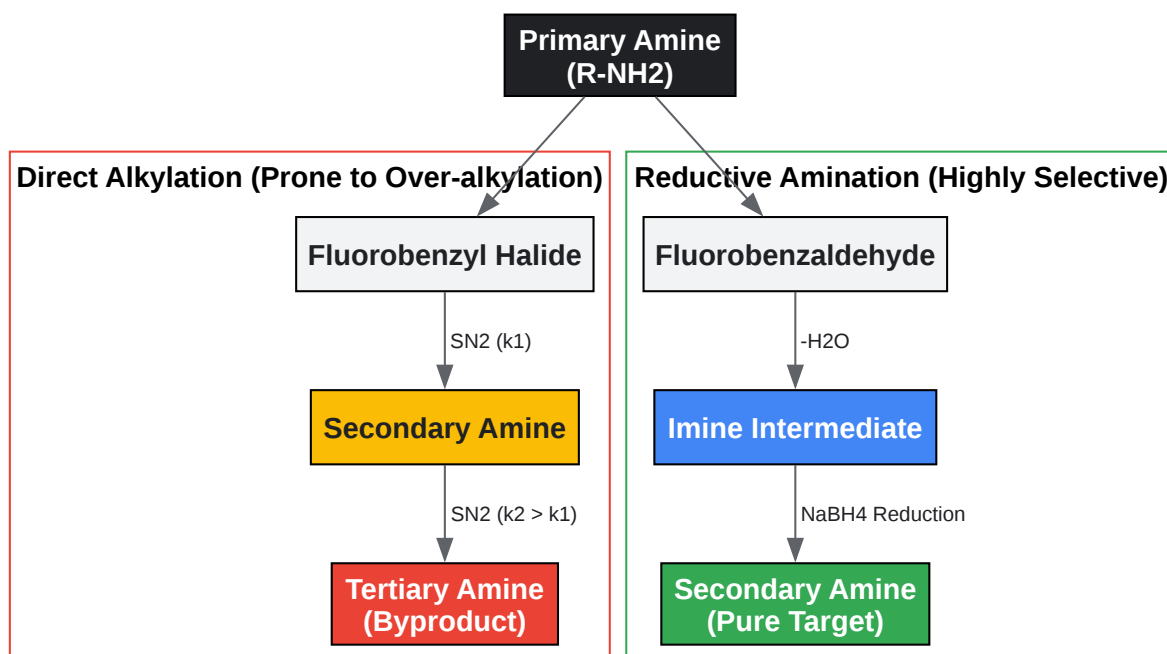 Primary Amine
(R-NH2)
Direct Alkylation (Prone to Over-alkylation)
Fluorobenzyl Halide
SN2 (k1)
Secondary Amine
SN2 (k2 > k1)
Tertiary Amine
(Byproduct)
Reductive Amination (Highly Selective)
Fluorobenzaldehyde
-H2O
Imine Intermediate
NaBH4 Reduction
Secondary Amine
(Pure Target)